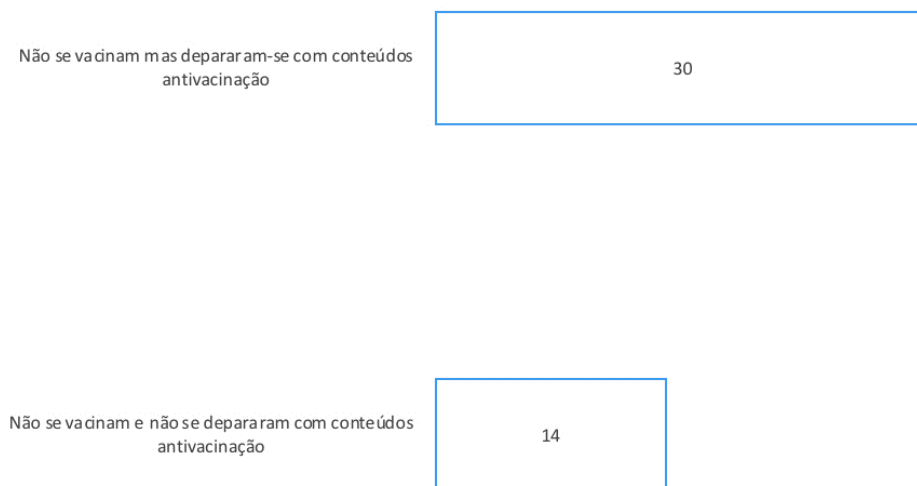 Não se vacinam mas depararam-se com conteúdos
antivacinação
30
Não se vacinam e não se depararam com conteúdos
antivacinação
14